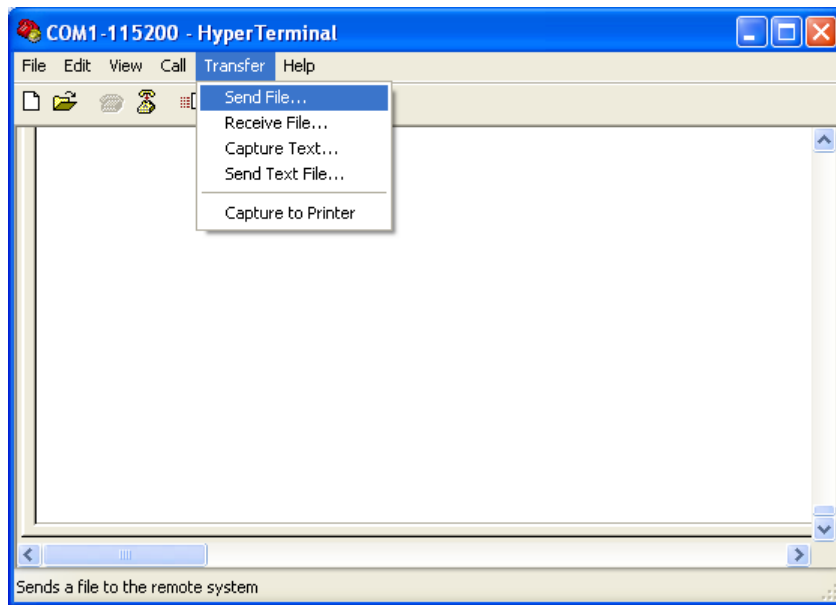 COM1-115200 - HyperTerminal
File Edit View Call Transfer Help
Send File...
Receive File...
Capture Text...
Send Text File...
Capture to Printer
Sends a file to the remote system